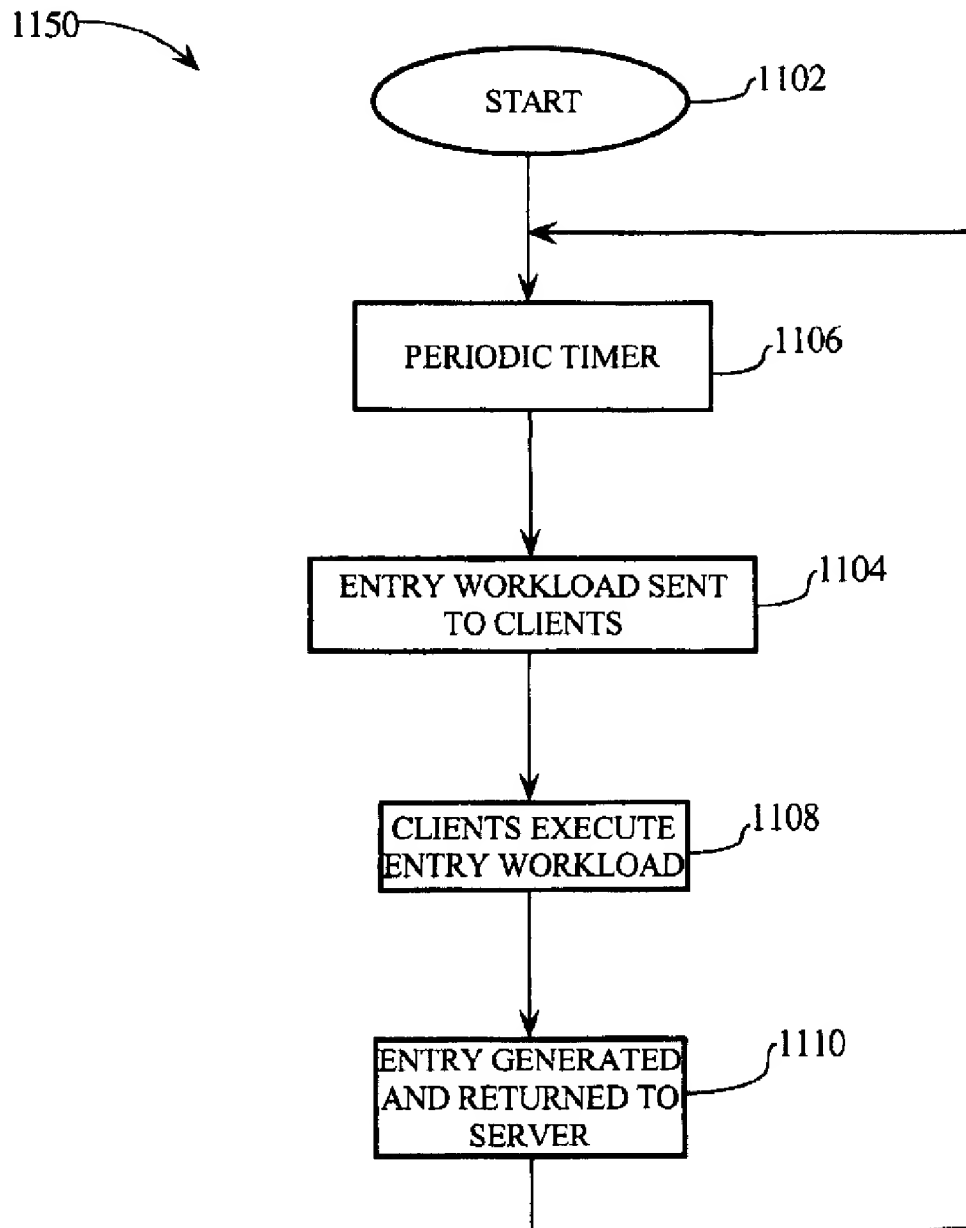 1150
START
1102
PERIODIC TIMER
1106
ENTRY WORKLOAD SENT
TO CLIENTS
1104
CLIENTS EXECUTE
ENTRY WORKLOAD
1108
ENTRY GENERATED
AND RETURNED TO
SERVER
1110